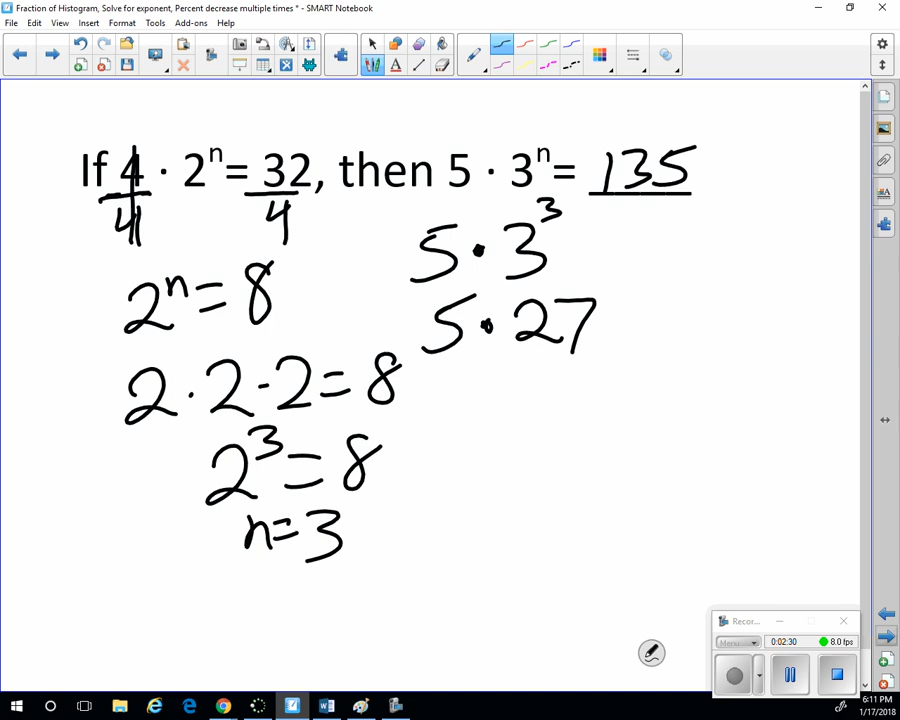 Fraction of Histogram, Solve for exponent, Percent decrease multiple times * - SMART Notebook
File Edit View Insert Format Tools Add-ons Help
If 4 · 2ⁿ= 32, then 5 · 3ⁿ= 135
4 4
5 · 3³
2ⁿ = 8
5 · 27
2 · 2 - 2 = 8
2³ = 8
n = 3
Recor...
Menu 0:02:30 8.0 fps
6:11 PM
1/17/2018